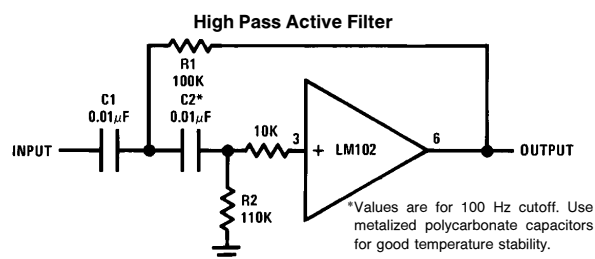 High Pass Active Filter
R1
100K
C1
0.01μF
C2*
0.01μF
10K
3
6
+ LM102
INPUT
OUTPUT
R2
110K
*Values are for 100 Hz cutoff. Use
metalized polycarbonate capacitors
for good temperature stability.